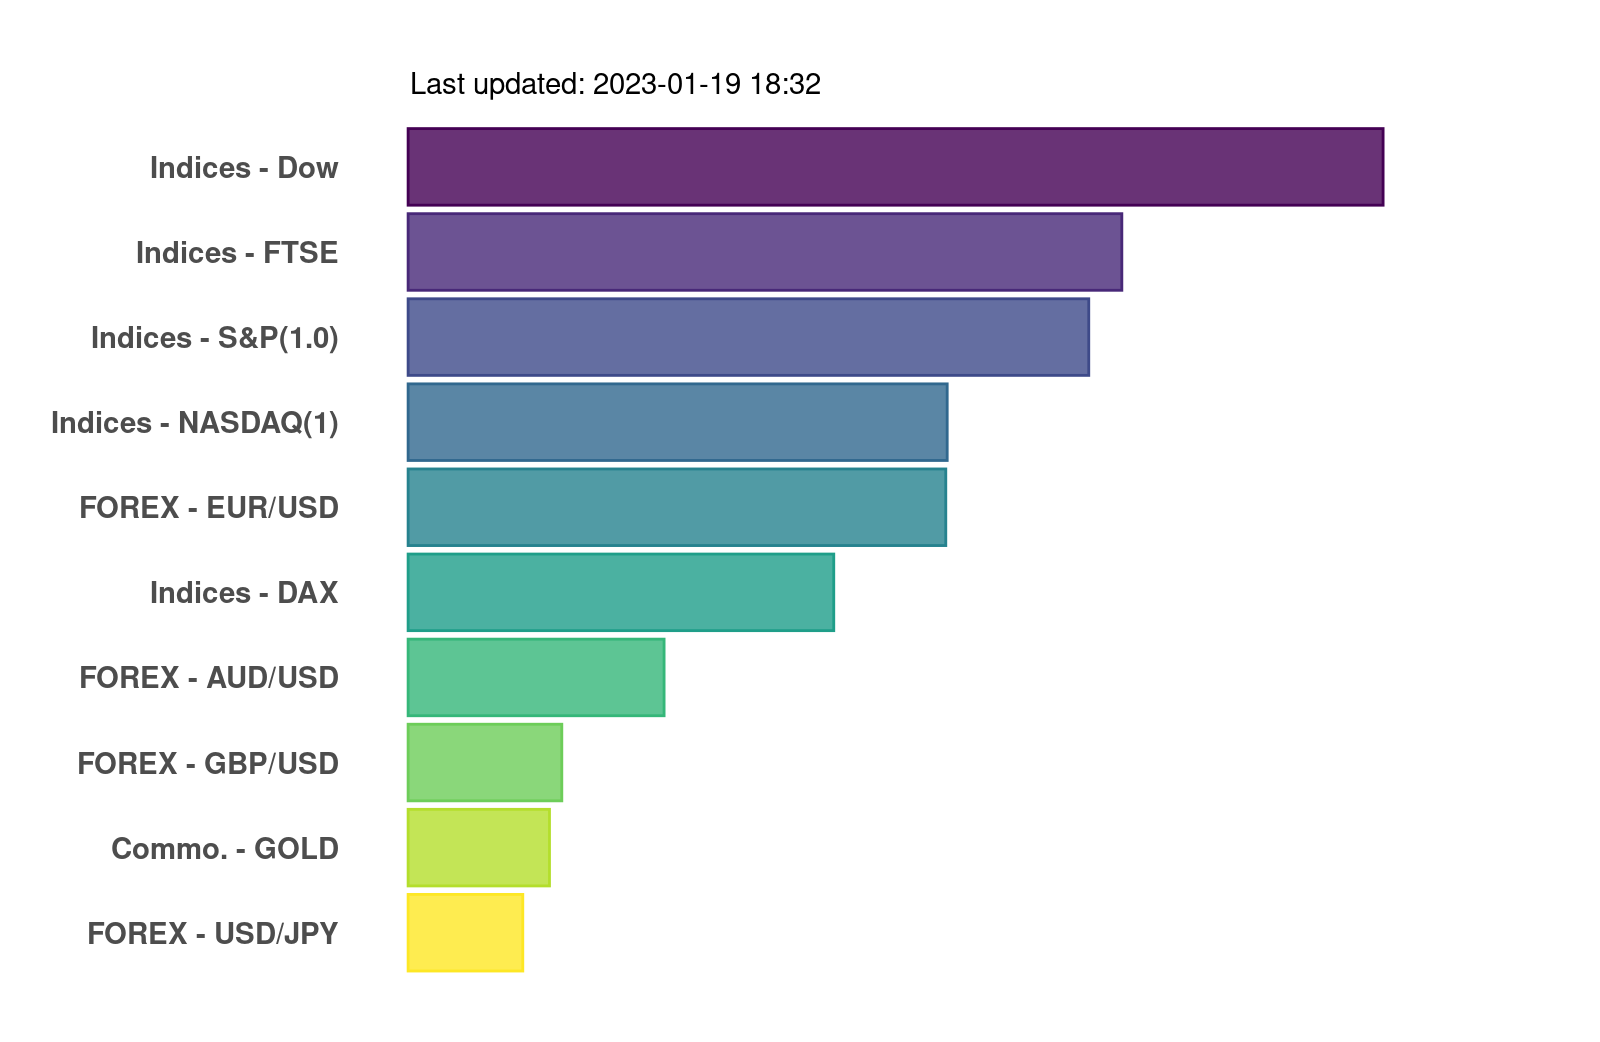 Last updated: 2023-01-19 18:32
Indices - Dow
Indices - FTSE
Indices - S&P(1.0)
Indices - NASDAQ(1)
FOREX - EUR/USD
Indices - DAX
FOREX - AUD/USD
FOREX - GBP/USD
Commo. - GOLD
FOREX - USD/JPY